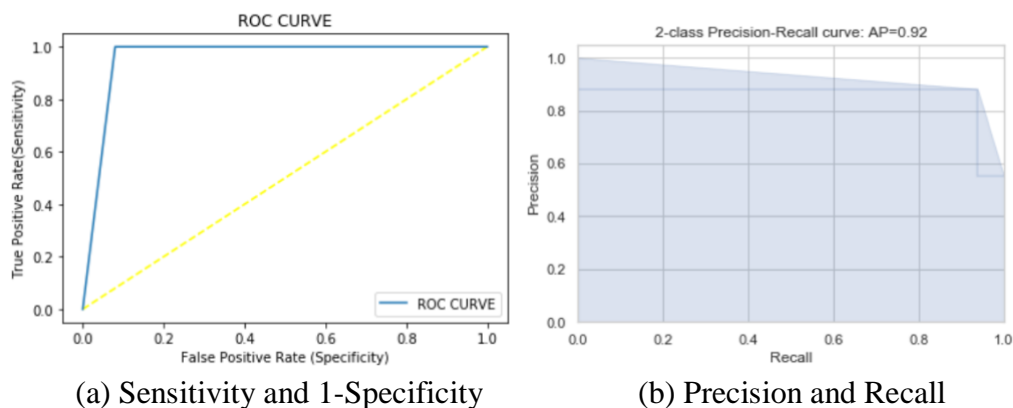 ROC CURVE
True Positive Rate(Sensitivity)
1.0
0.8
0.6
0.4
0.2
0.0
0.0 0.2 0.4 0.6 0.8 1.0
ROC CURVE
False Positive Rate (Specificity)
(a) Sensitivity and 1-Specificity
2-class Precision-Recall curve: AP=0.92
Precision
1.0
0.8
0.6
0.4
0.2
0.0
0.0 0.2 0.4 0.6 0.8 1.0
Recall
(b) Precision and Recall